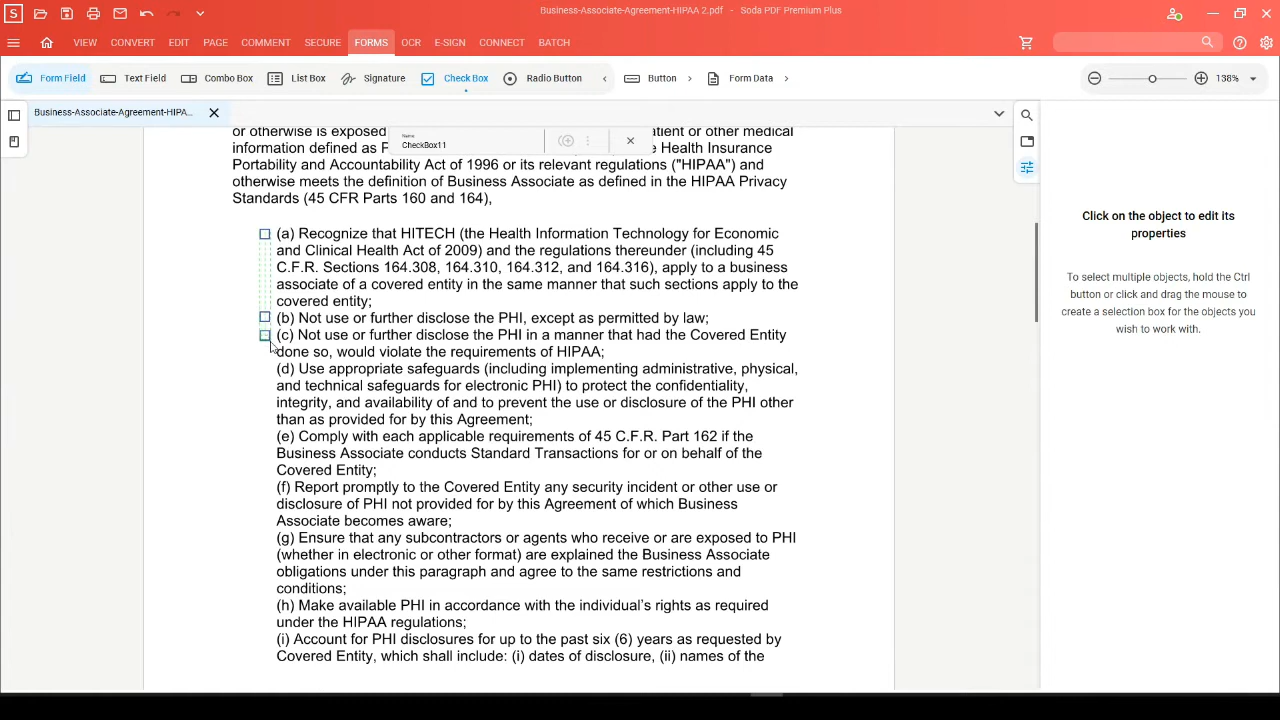 S
Business-Associate-Agreement-HIPAA 2.pdf - Soda PDF Premium Plus
VIEW CONVERT EDIT PAGE COMMENT SECURE FORMS OCR E-SIGN CONNECT BATCH
Form Field Text Field Combo Box List Box Signature Check Box Radio Button Button Form Data 138%
Business-Associate-Agreement-HIPA...
or otherwise is exposed
atient or other medical
Name
CheckBox11
information defined as
e Health Insurance
Portability and Accountability Act of 1996 or its relevant regulations ("HIPAA") and
otherwise meets the definition of Business Associate as defined in the HIPAA Privacy
Standards (45 CFR Parts 160 and 164),
(a) Recognize that HITECH (the Health Information Technology for Economic
and Clinical Health Act of 2009) and the regulations thereunder (including 45
C.F.R. Sections 164.308, 164.310, 164.312, and 164.316), apply to a business
associate of a covered entity in the same manner that such sections apply to the
covered entity;
(b) Not use or further disclose the PHI, except as permitted by law;
(c) Not use or further disclose the PHI in a manner that had the Covered Entity
done so, would violate the requirements of HIPAA;
(d) Use appropriate safeguards (including implementing administrative, physical,
and technical safeguards for electronic PHI) to protect the confidentiality,
integrity, and availability of and to prevent the use or disclosure of the PHI other
than as provided for by this Agreement;
(e) Comply with each applicable requirements of 45 C.F.R. Part 162 if the
Business Associate conducts Standard Transactions for or on behalf of the
Covered Entity;
(f) Report promptly to the Covered Entity any security incident or other use or
disclosure of PHI not provided for by this Agreement of which Business
Associate becomes aware;
(g) Ensure that any subcontractors or agents who receive or are exposed to PHI
(whether in electronic or other format) are explained the Business Associate
obligations under this paragraph and agree to the same restrictions and
conditions;
(h) Make available PHI in accordance with the individual's rights as required
under the HIPAA regulations;
(i) Account for PHI disclosures for up to the past six (6) years as requested by
Covered Entity, which shall include: (i) dates of disclosure, (ii) names of the
Click on the object to edit its
properties
To select multiple objects, hold the Ctrl
button or click and drag the mouse to
create a selection box for the objects you
wish to work with.